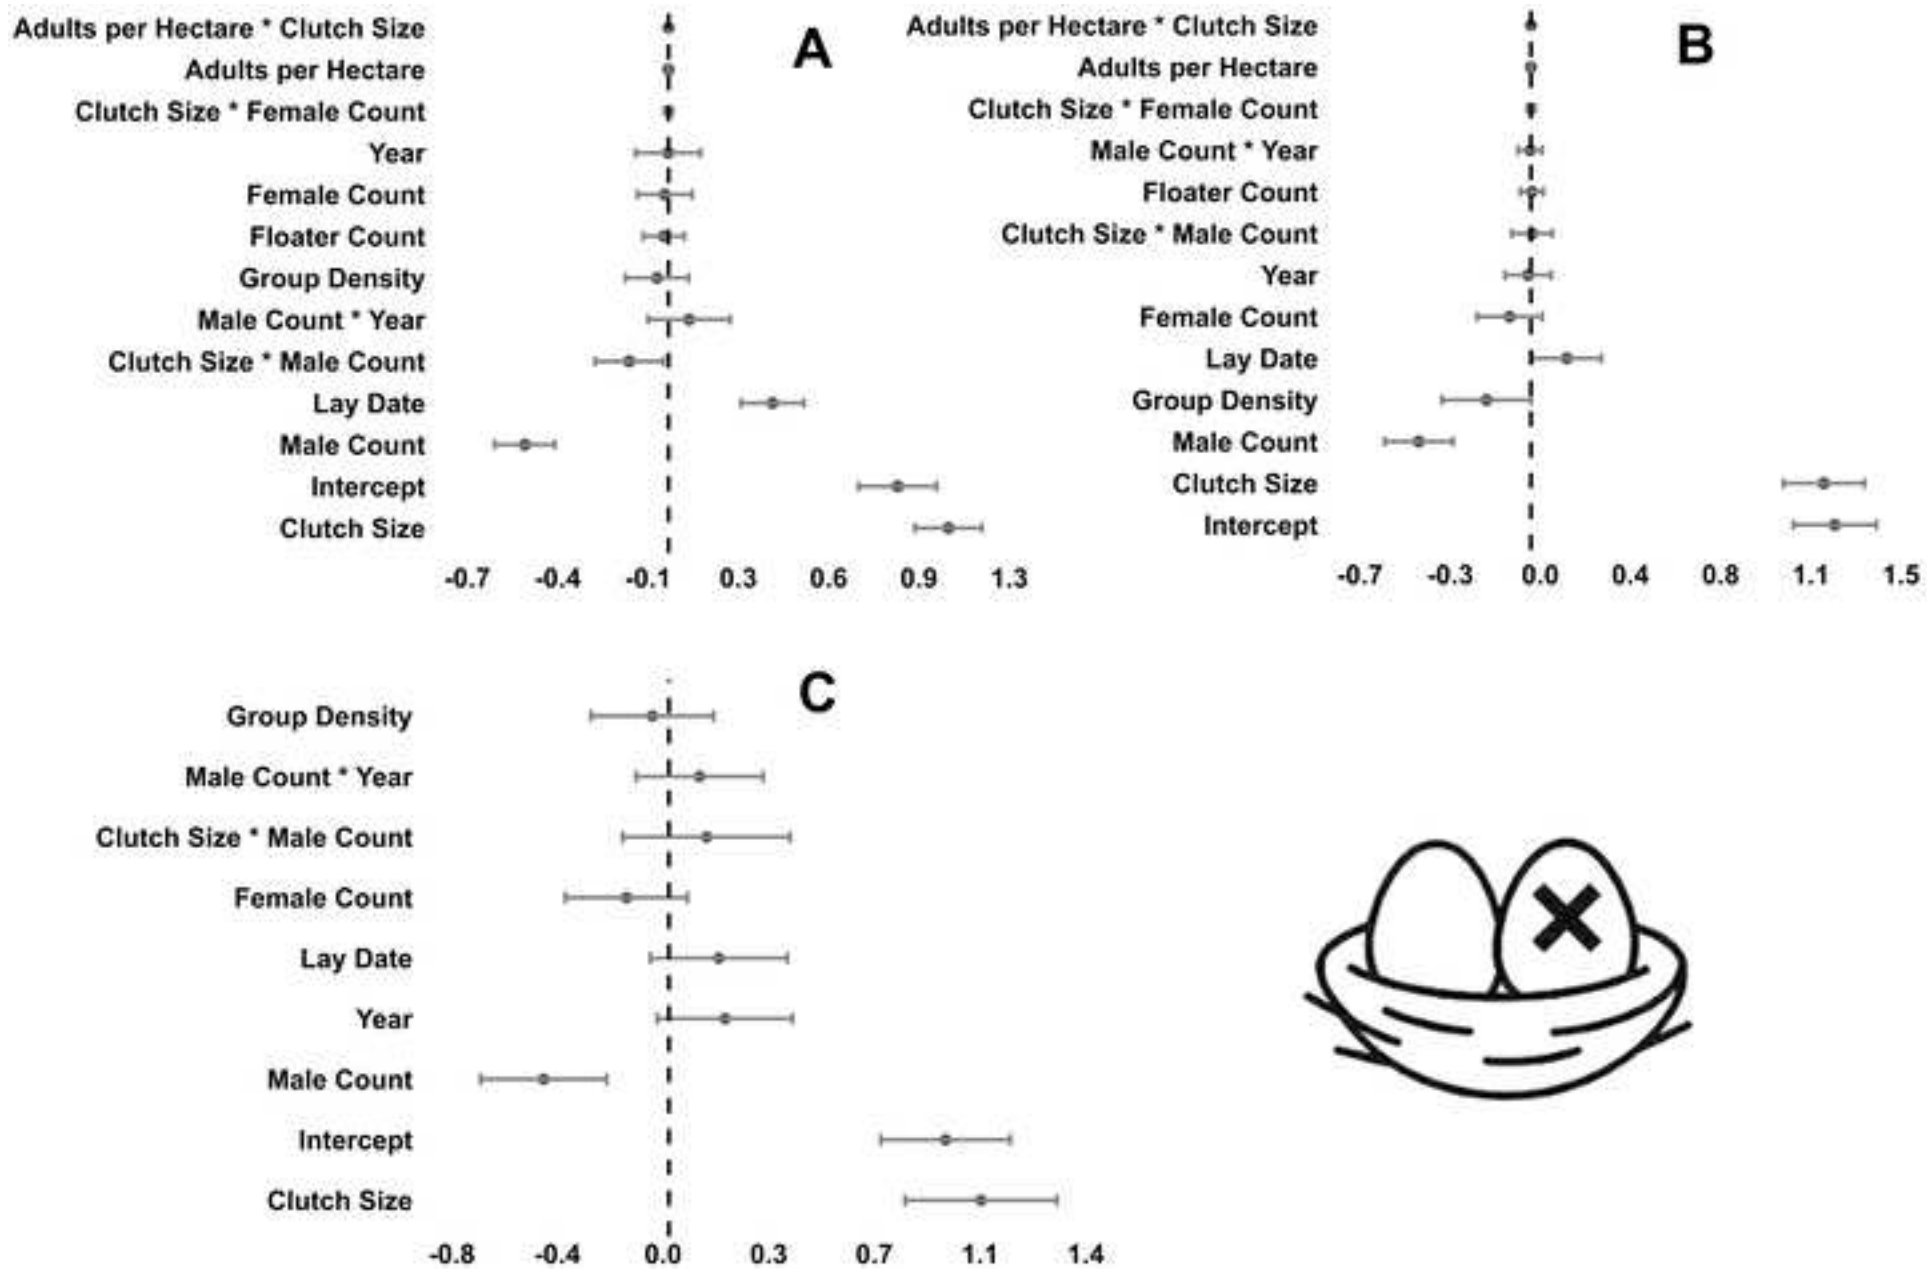 A
Adults per Hectare * Clutch Size
Adults per Hectare
Clutch Size * Female Count
Year
Female Count
Floater Count
Group Density
Male Count * Year
Clutch Size * Male Count
Lay Date
Male Count
Intercept
Clutch Size
-0.7 -0.4 -0.1 0.3 0.6 0.9 1.3
B
Adults per Hectare * Clutch Size
Adults per Hectare
Clutch Size * Female Count
Male Count * Year
Floater Count
Clutch Size * Male Count
Year
Female Count
Lay Date
Group Density
Male Count
Clutch Size
Intercept
-0.7 -0.3 0.0 0.4 0.8 1.1 1.5
C
Group Density
Male Count * Year
Clutch Size * Male Count
Female Count
Lay Date
Year
Male Count
Intercept
Clutch Size
-0.8 -0.4 0.0 0.3 0.7 1.1 1.4